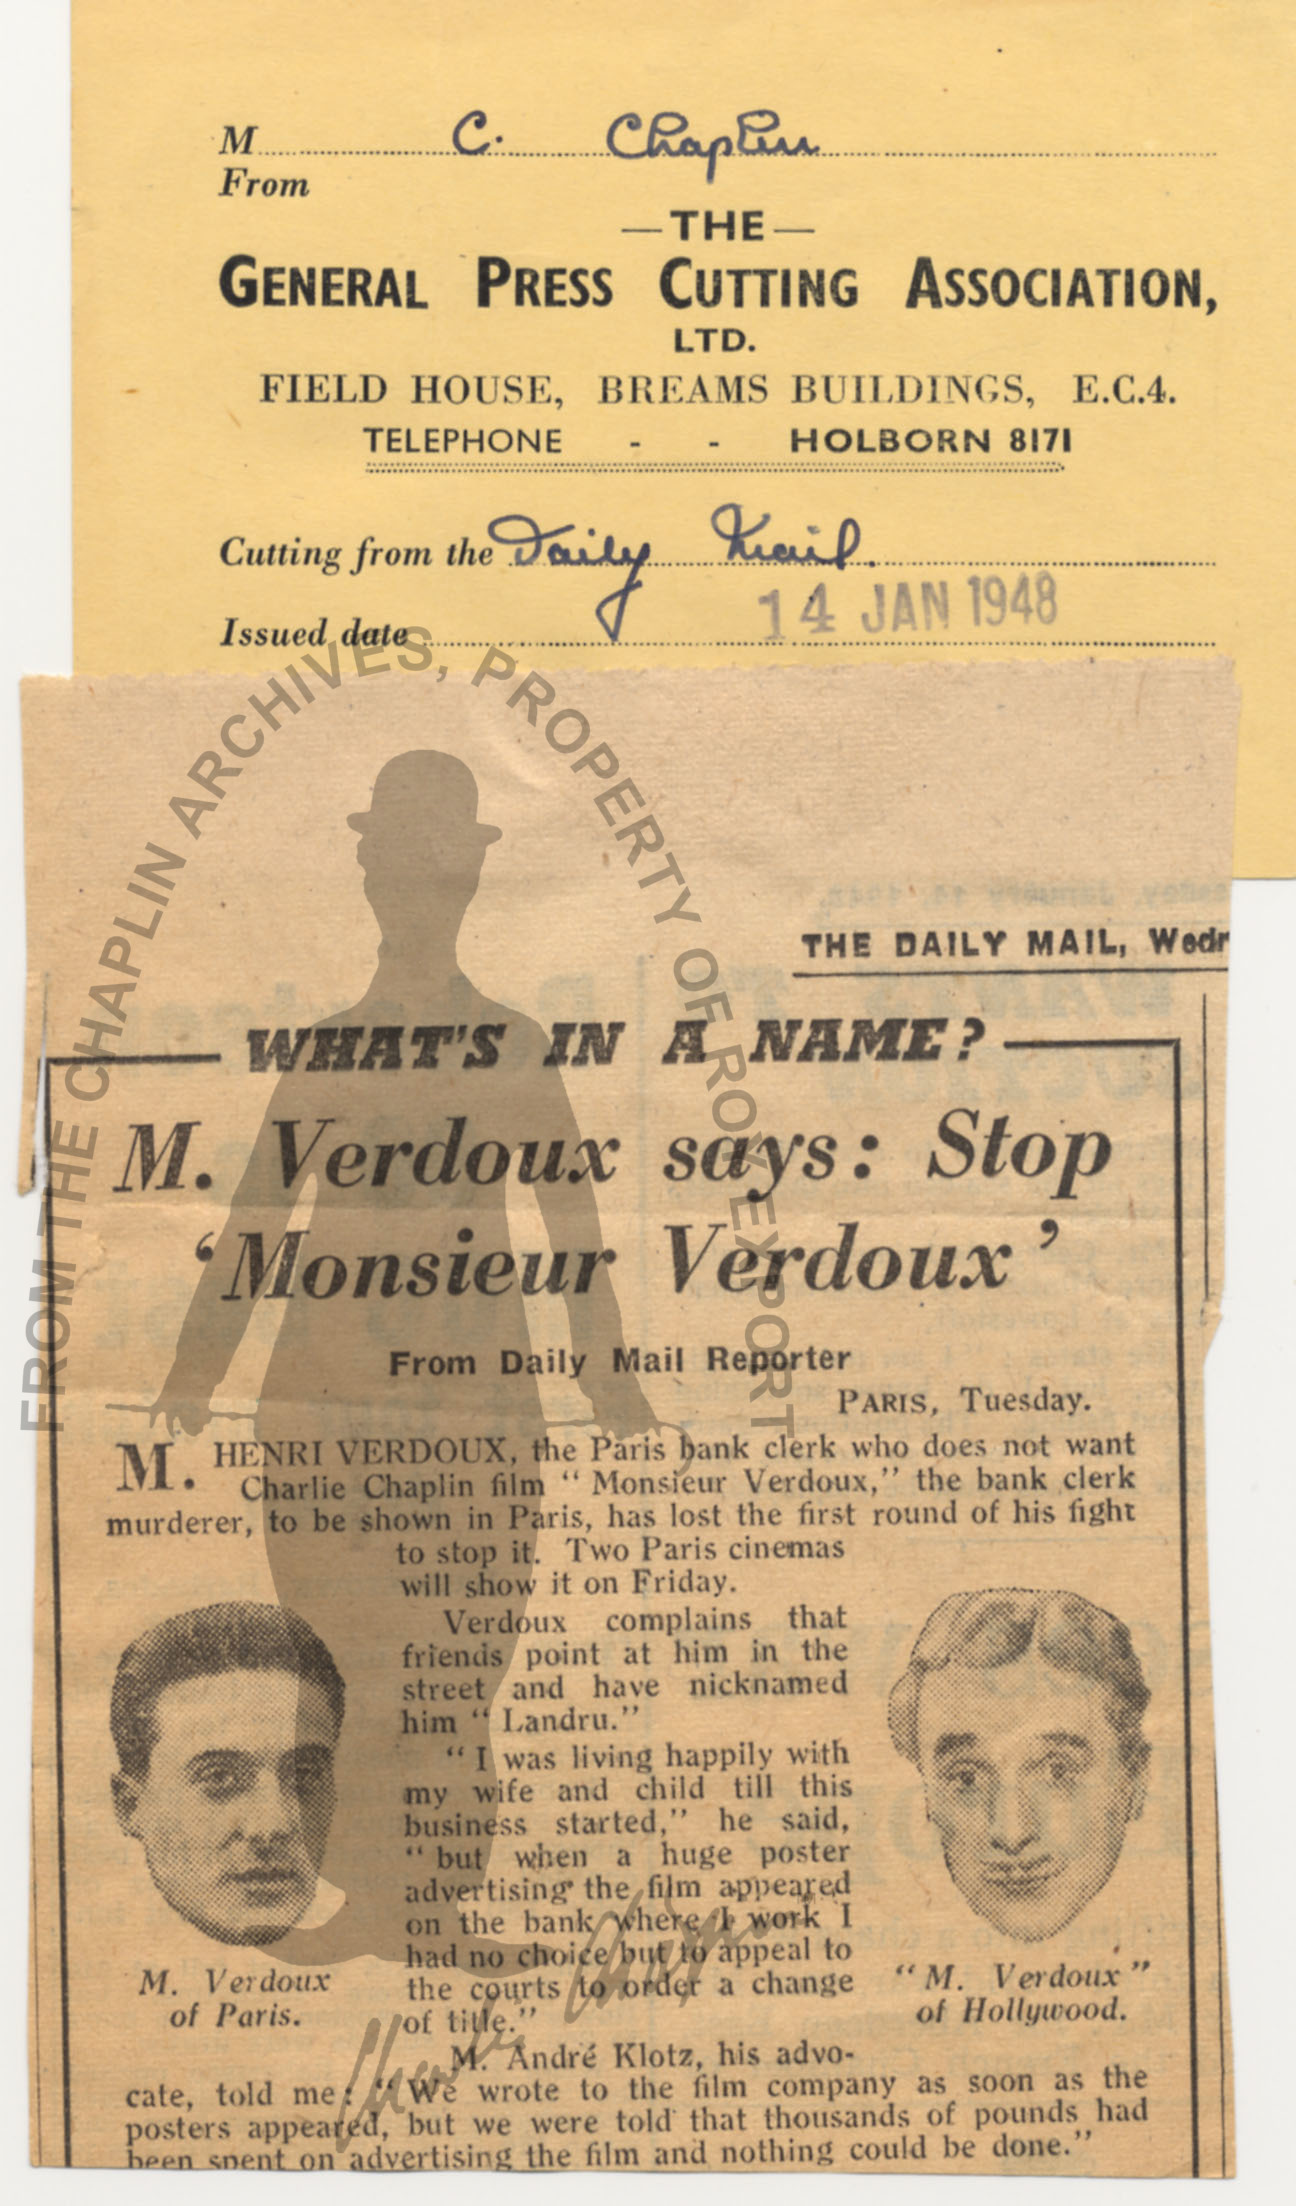 M C. Chaplin
From
—THE—
GENERAL PRESS CUTTING ASSOCIATION,
LTD.
FIELD HOUSE, BREAMS BUILDINGS, E.C.4.
TELEPHONE - - HOLBORN 8171
Cutting from the Daily Mail.
14 JAN 1948
Issued date
FROM THE CHAPLIN ARCHIVES, PROPERTY OF ROY EXPORT
THE DAILY MAIL, Wedn
WHAT'S IN A NAME?
M. Verdoux says: Stop
‘Monsieur Verdoux’
From Daily Mail Reporter
PARIS, Tuesday.
M. HENRI VERDOUX, the Paris bank clerk who does not want
Charlie Chaplin film “ Monsieur Verdoux,” the bank clerk
murderer, to be shown in Paris, has lost the first round of his fight
to stop it. Two Paris cinemas
will show it on Friday.
Verdoux complains that
friends point at him in the
street and have nicknamed
him “ Landru.”
“ I was living happily with
my wife and child till this
business started,” he said,
“ but when a huge poster
advertising the film appeared
on the bank where I work I
had no choice but to appeal to
the courts to order a change
of title.”
M. Verdoux
of Paris.
“M. Verdoux”
of Hollywood.
M. André Klotz, his advo-
cate, told me: “ We wrote to the film company as soon as the
posters appeared, but we were told that thousands of pounds had
been spent on advertising the film and nothing could be done.”
Charlie Chaplin